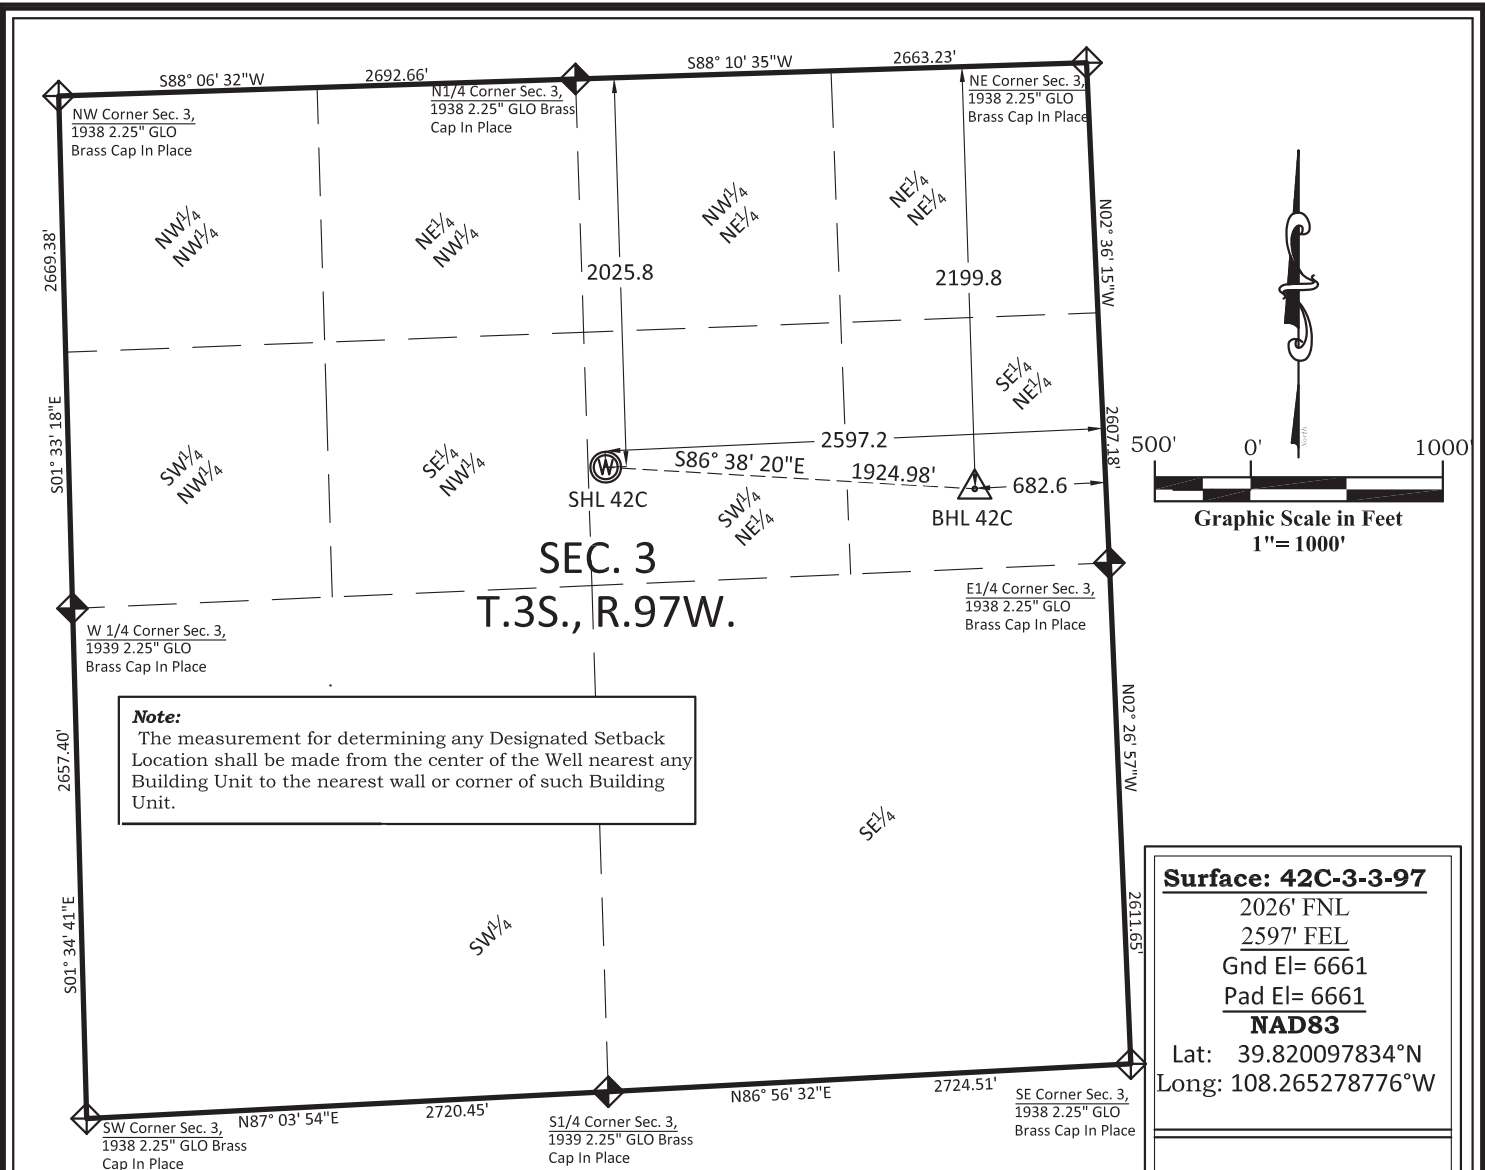 S88° 06' 32"W
2692.66'
S88° 10' 35"W
2663.23'
NW Corner Sec. 3,
1938 2.25" GLO
Brass Cap In Place
N1/4 Corner Sec. 3,
1938 2.25" GLO Brass
Cap In Place
NE Corner Sec. 3,
1938 2.25" GLO
Brass Cap In Place
NW1/4
NW1/4
NE1/4
NW1/4
NW1/4
NE1/4
NE1/4
NE1/4
2669.38'
N02° 36' 15"W
2025.8
2199.8
SE1/4
NE1/4
S01° 33' 18"E
2607.18'
SW1/4
NW1/4
SE1/4
NW1/4
2597.2
S86° 38' 20"E
1924.98'
682.6
W
SHL 42C
BHL 42C
SW1/4
NE1/4
North
500'
0'
1000'
Graphic Scale in Feet
1"= 1000'
SEC. 3
T.3S., R.97W.
W 1/4 Corner Sec. 3,
1939 2.25" GLO
Brass Cap In Place
E1/4 Corner Sec. 3,
1938 2.25" GLO
Brass Cap In Place
Note:
The measurement for determining any Designated Setback
Location shall be made from the center of the Well nearest any
Building Unit to the nearest wall or corner of such Building
Unit.
2657.40'
N02° 26' 57"W
SE1/4
SW1/4
S01° 34' 41"E
2611.65'
Surface: 42C-3-3-97
2026' FNL
2597' FEL
Gnd El= 6661
Pad El= 6661
NAD83
Lat: 39.820097834°N
Long: 108.265278776°W
SW Corner Sec. 3,
1938 2.25" GLO Brass
Cap In Place
N87° 03' 54"E
2720.45'
S1/4 Corner Sec. 3,
1939 2.25" GLO Brass
Cap In Place
N86° 56' 32"E
2724.51'
SE Corner Sec. 3,
1938 2.25" GLO
Brass Cap In Place